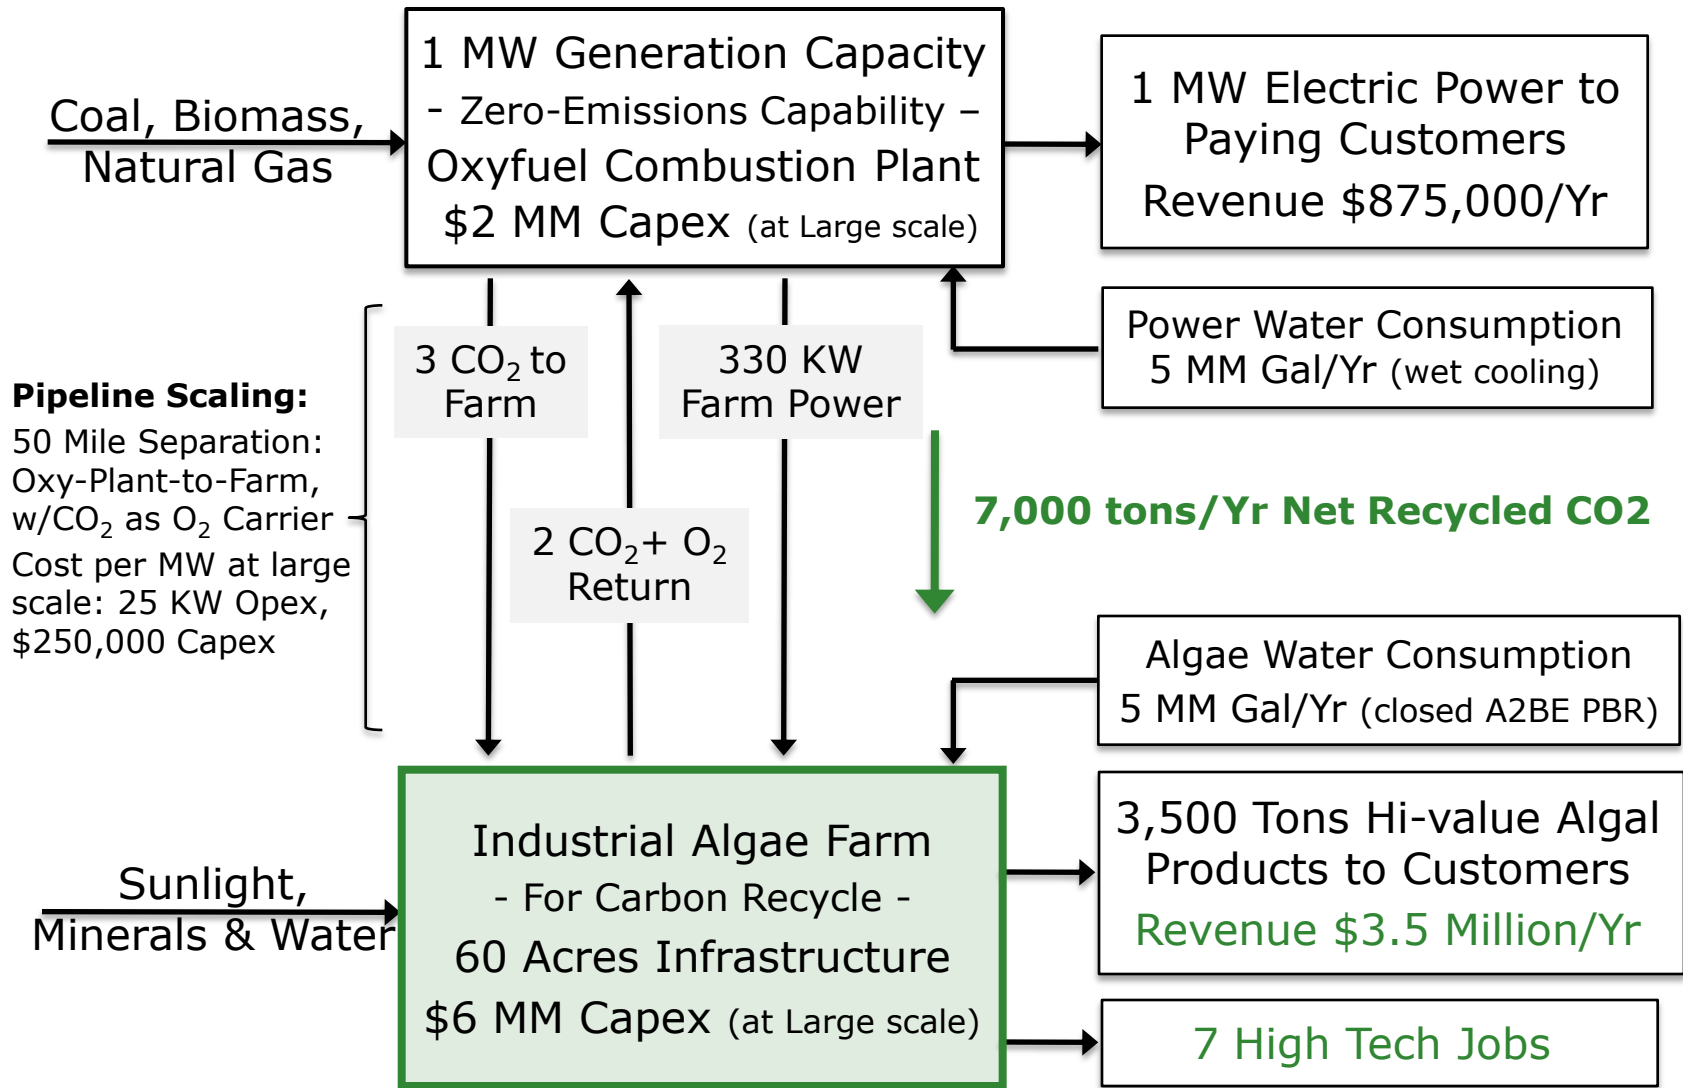 1 MW Generation Capacity
- Zero-Emissions Capability –
Oxyfuel Combustion Plant
$2 MM Capex (at Large scale)
Coal, Biomass,
Natural Gas
1 MW Electric Power to
Paying Customers
Revenue $875,000/Yr
Power Water Consumption
5 MM Gal/Yr (wet cooling)
3 CO₂ to
Farm
330 KW
Farm Power
Pipeline Scaling:
50 Mile Separation:
Oxy-Plant-to-Farm,
w/CO₂ as O₂ Carrier
Cost per MW at large
scale: 25 KW Opex,
$250,000 Capex
2 CO₂+ O₂
Return
7,000 tons/Yr Net Recycled CO2
Algae Water Consumption
5 MM Gal/Yr (closed A2BE PBR)
Sunlight,
Minerals & Water
Industrial Algae Farm
- For Carbon Recycle -
60 Acres Infrastructure
$6 MM Capex (at Large scale)
3,500 Tons Hi-value Algal
Products to Customers
Revenue $3.5 Million/Yr
7 High Tech Jobs